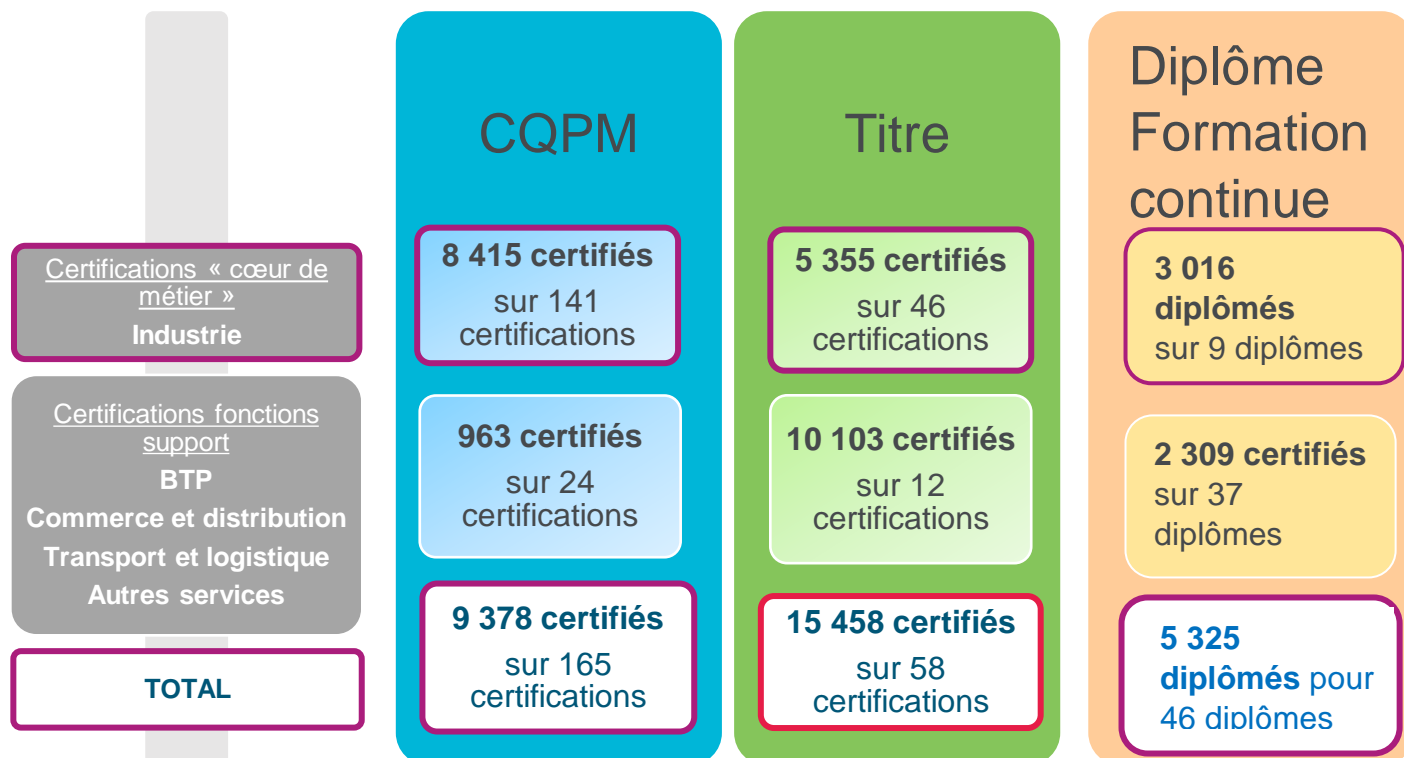 CQPM
Titre
Diplôme
Formation
continue
Certifications « cœur de
métier »
Industrie
8 415 certifiés
sur 141
certifications
5 355 certifiés
sur 46
certifications
3 016
diplômés
sur 9 diplômes
Certifications fonctions
support
BTP
Commerce et distribution
Transport et logistique
Autres services
963 certifiés
sur 24
certifications
10 103 certifiés
sur 12
certifications
2 309 certifiés
sur 37
diplômes
TOTAL
9 378 certifiés
sur 165
certifications
15 458 certifiés
sur 58
certifications
5 325
diplômés pour
46 diplômes